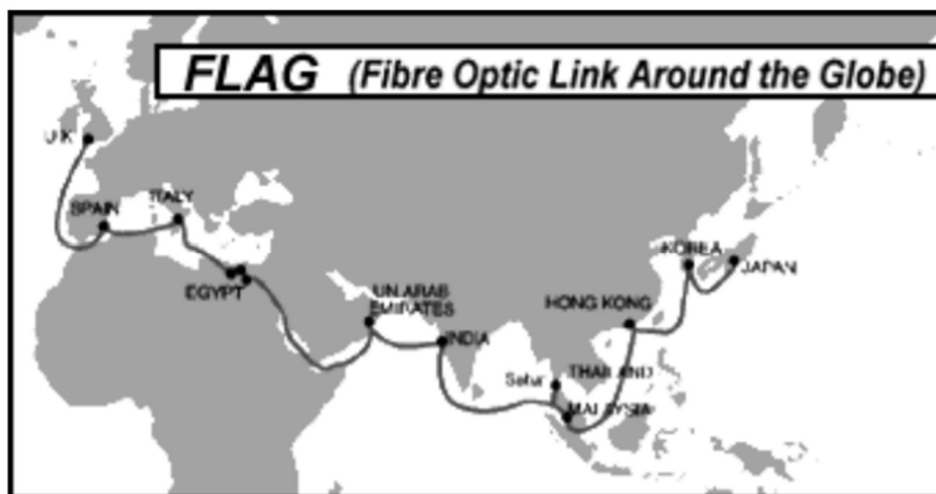 FLAG (Fibre Optic Link Around the Globe)
U.K
SPAIN
ITALY
EGYPT
UN.ARAB
EMIRATES
INDIA
Satur
THAILAND
MALAYSIA
HONG KONG
KOREA
JAPAN